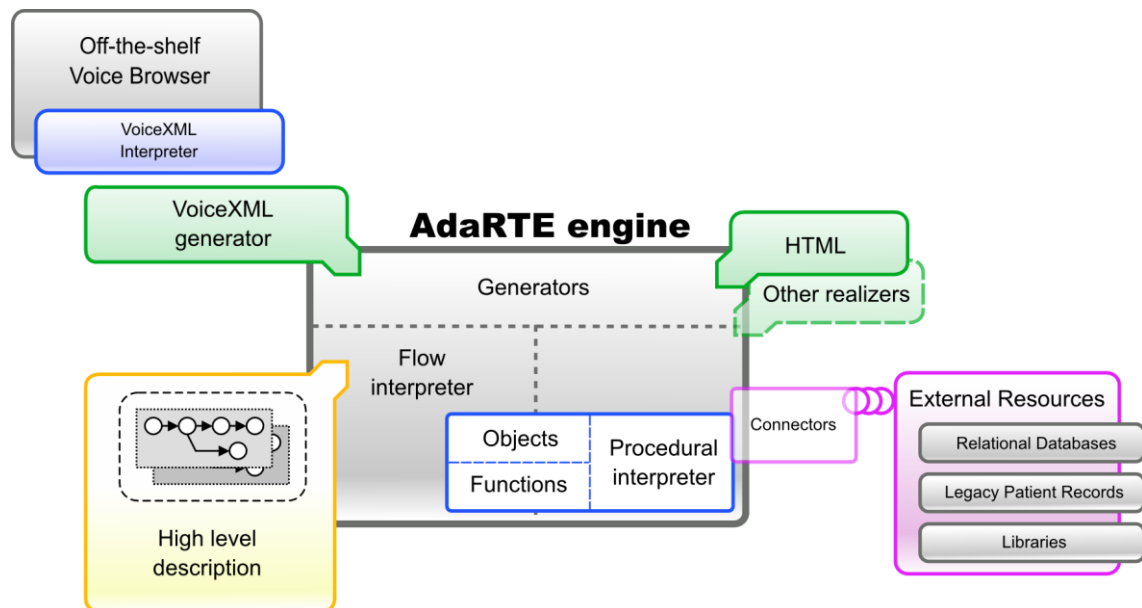 Off-the-shelf
Voice Browser
VoiceXML
Interpreter
VoiceXML
generator
AdaRTE engine
HTML
Generators
Other realizers
Flow
interpreter
High level
description
Objects
Functions
Procedural
interpreter
Connectors
External Resources
Relational Databases
Legacy Patient Records
Libraries